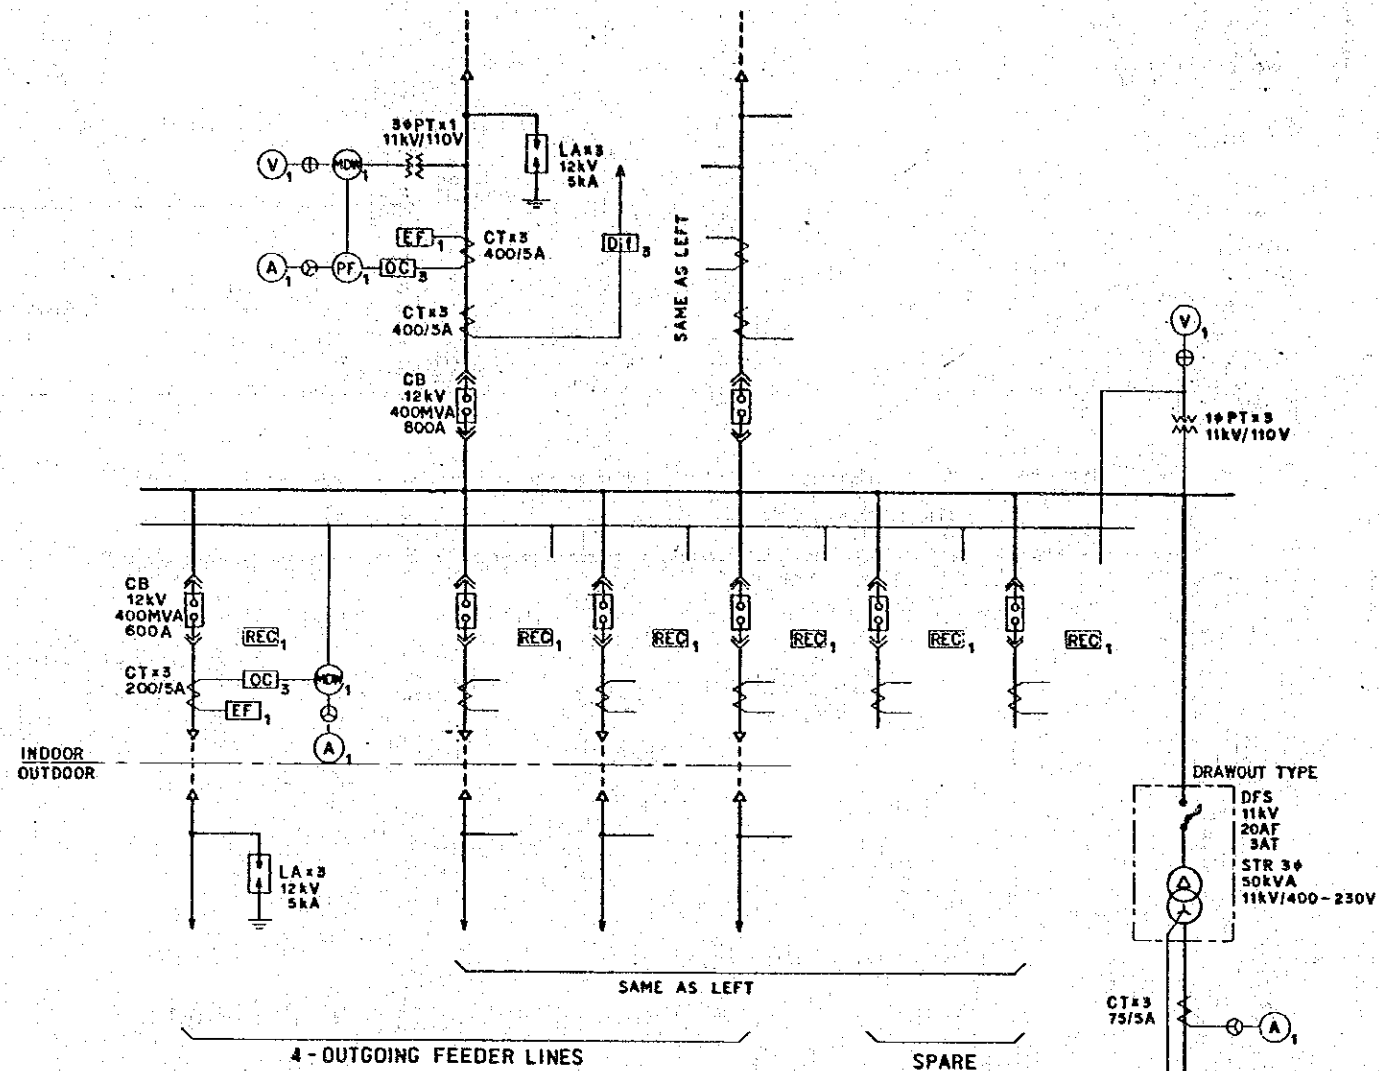 3φPT×1
11kV/110V
LA×3
12kV
5kA
V 1
MDW 1
EF 1
CT×3
400/5A
Dif 3
A 1
PF 1
OC 3
SAME AS LEFT
CT×3
400/5A
V 1
CB
12kV
400MVA
800A
1φPT×3
11kV/110V
CB
12kV
400MVA
600A
REC 1
REC 1
REC 1
REC 1
REC 1
REC 1
CT×3
200/5A
OC 3
MDW 1
EF 1
A 1
INDOOR
OUTDOOR
DRAWOUT TYPE
DFS
11kV
20AF
3AT
STR 3φ
50kVA
11kV/400-230V
LA×3
12kV
5kA
SAME AS LEFT
CT×3
75/5A
A 1
4-OUTGOING FEEDER LINES
SPARE